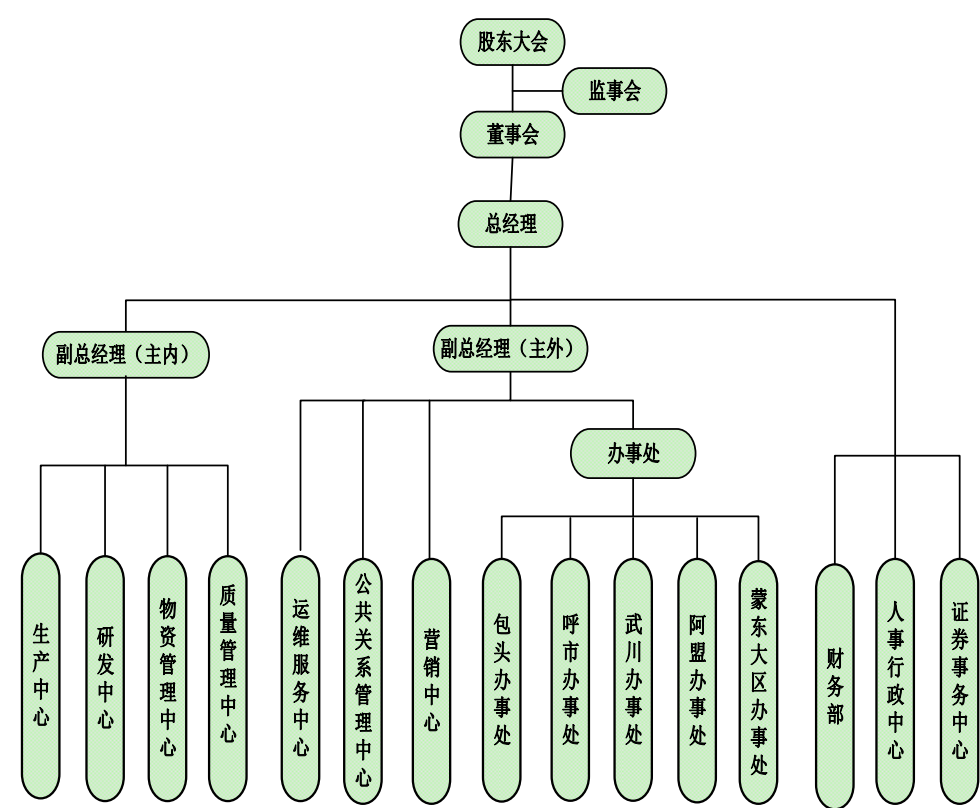 股东大会
监事会
董事会
总经理
副总经理（主内）
副总经理（主外）
办事处
生产中心
研发中心
物资管理中心
质量管理中心
运维服务中心
公共关系管理中心
营销中心
包头办事处
呼市办事处
武川办事处
阿盟办事处
蒙东大区办事处
财务部
人事行政中心
证券事务中心